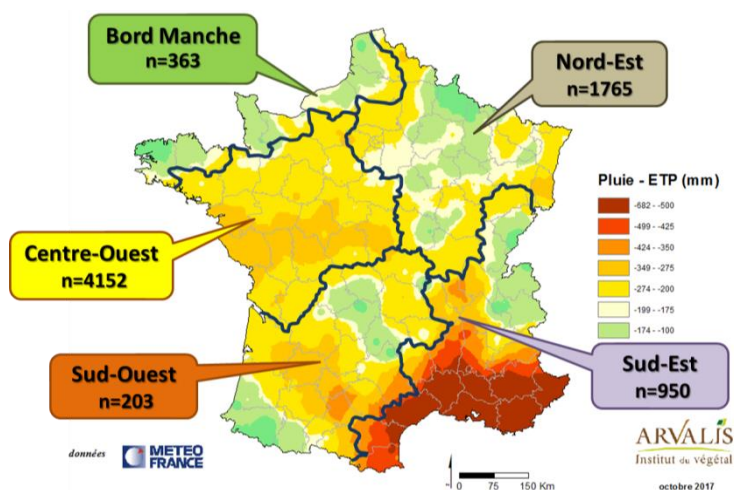 Bord Manche
n=363
Nord-Est
n=1765
Pluie - ETP (mm)
-682 - -500
-499 - -425
-424 - -350
-349 - -275
-274 - -200
-199 - -175
-174 - -100
Centre-Ouest
n=4152
Sud-Ouest
n=203
Sud-Est
n=950
données
METEO
FRANCE
0 75 150 Km
ARVALIS
Institut du végétal
octobre 2017